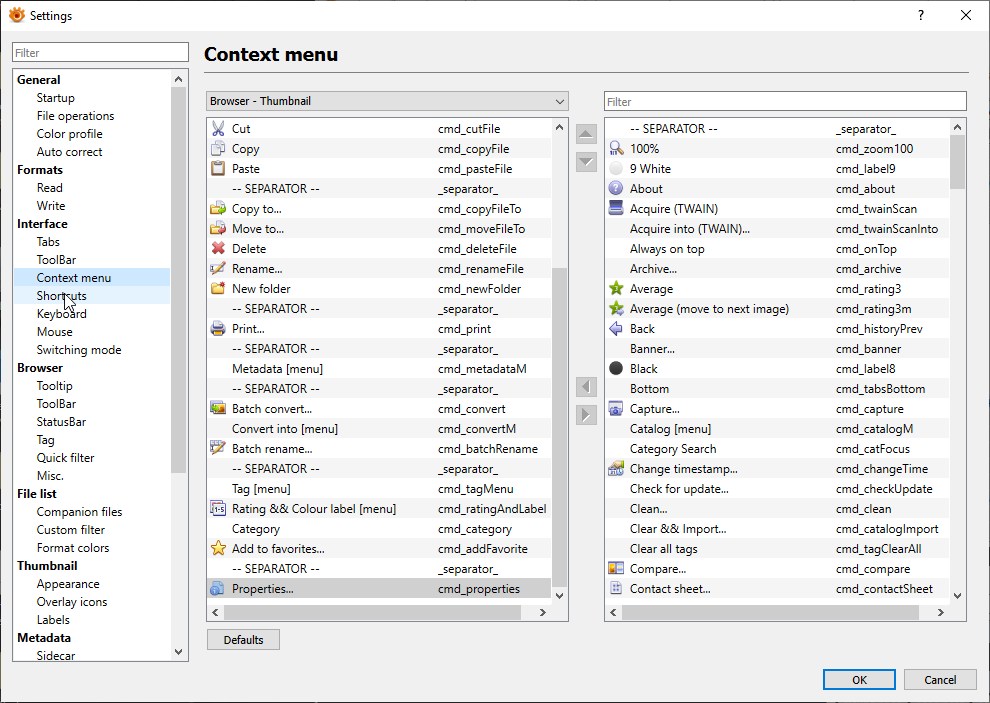 Settings
?
Filter
General
Startup
File operations
Color profile
Auto correct
Formats
Read
Write
Interface
Tabs
ToolBar
Context menu
Shortcuts
Keyboard
Mouse
Switching mode
Browser
Tooltip
ToolBar
StatusBar
Tag
Quick filter
Misc.
File list
Companion files
Custom filter
Format colors
Thumbnail
Appearance
Overlay icons
Labels
Metadata
Sidecar
Context menu
Browser - Thumbnail
Cut cmd_cutFile
Copy cmd_copyFile
Paste cmd_pasteFile
-- SEPARATOR -- _separator_
Copy to... cmd_copyFileTo
Move to... cmd_moveFileTo
Delete cmd_deleteFile
Rename... cmd_renameFile
New folder cmd_newFolder
-- SEPARATOR -- _separator_
Print... cmd_print
-- SEPARATOR -- _separator_
Metadata [menu] cmd_metadataM
-- SEPARATOR -- _separator_
Batch convert... cmd_convert
Convert into [menu] cmd_convertM
Batch rename... cmd_batchRename
-- SEPARATOR -- _separator_
Tag [menu] cmd_tagMenu
Rating && Colour label [menu] cmd_ratingAndLabel
Category cmd_category
Add to favorites... cmd_addFavorite
-- SEPARATOR -- _separator_
Properties... cmd_properties
Defaults
Filter
-- SEPARATOR -- _separator_
100% cmd_zoom100
9 White cmd_label9
About cmd_about
Acquire (TWAIN) cmd_twainScan
Acquire into (TWAIN)... cmd_twainScanInto
Always on top cmd_onTop
Archive... cmd_archive
Average cmd_rating3
Average (move to next image) cmd_rating3m
Back cmd_historyPrev
Banner... cmd_banner
Black cmd_label8
Bottom cmd_tabsBottom
Capture... cmd_capture
Catalog [menu] cmd_catalogM
Category Search cmd_catFocus
Change timestamp... cmd_changeTime
Check for update... cmd_checkUpdate
Clean... cmd_clean
Clear && Import... cmd_catalogImport
Clear all tags cmd_tagClearAll
Compare... cmd_compare
Contact sheet... cmd_contactSheet
OK
Cancel